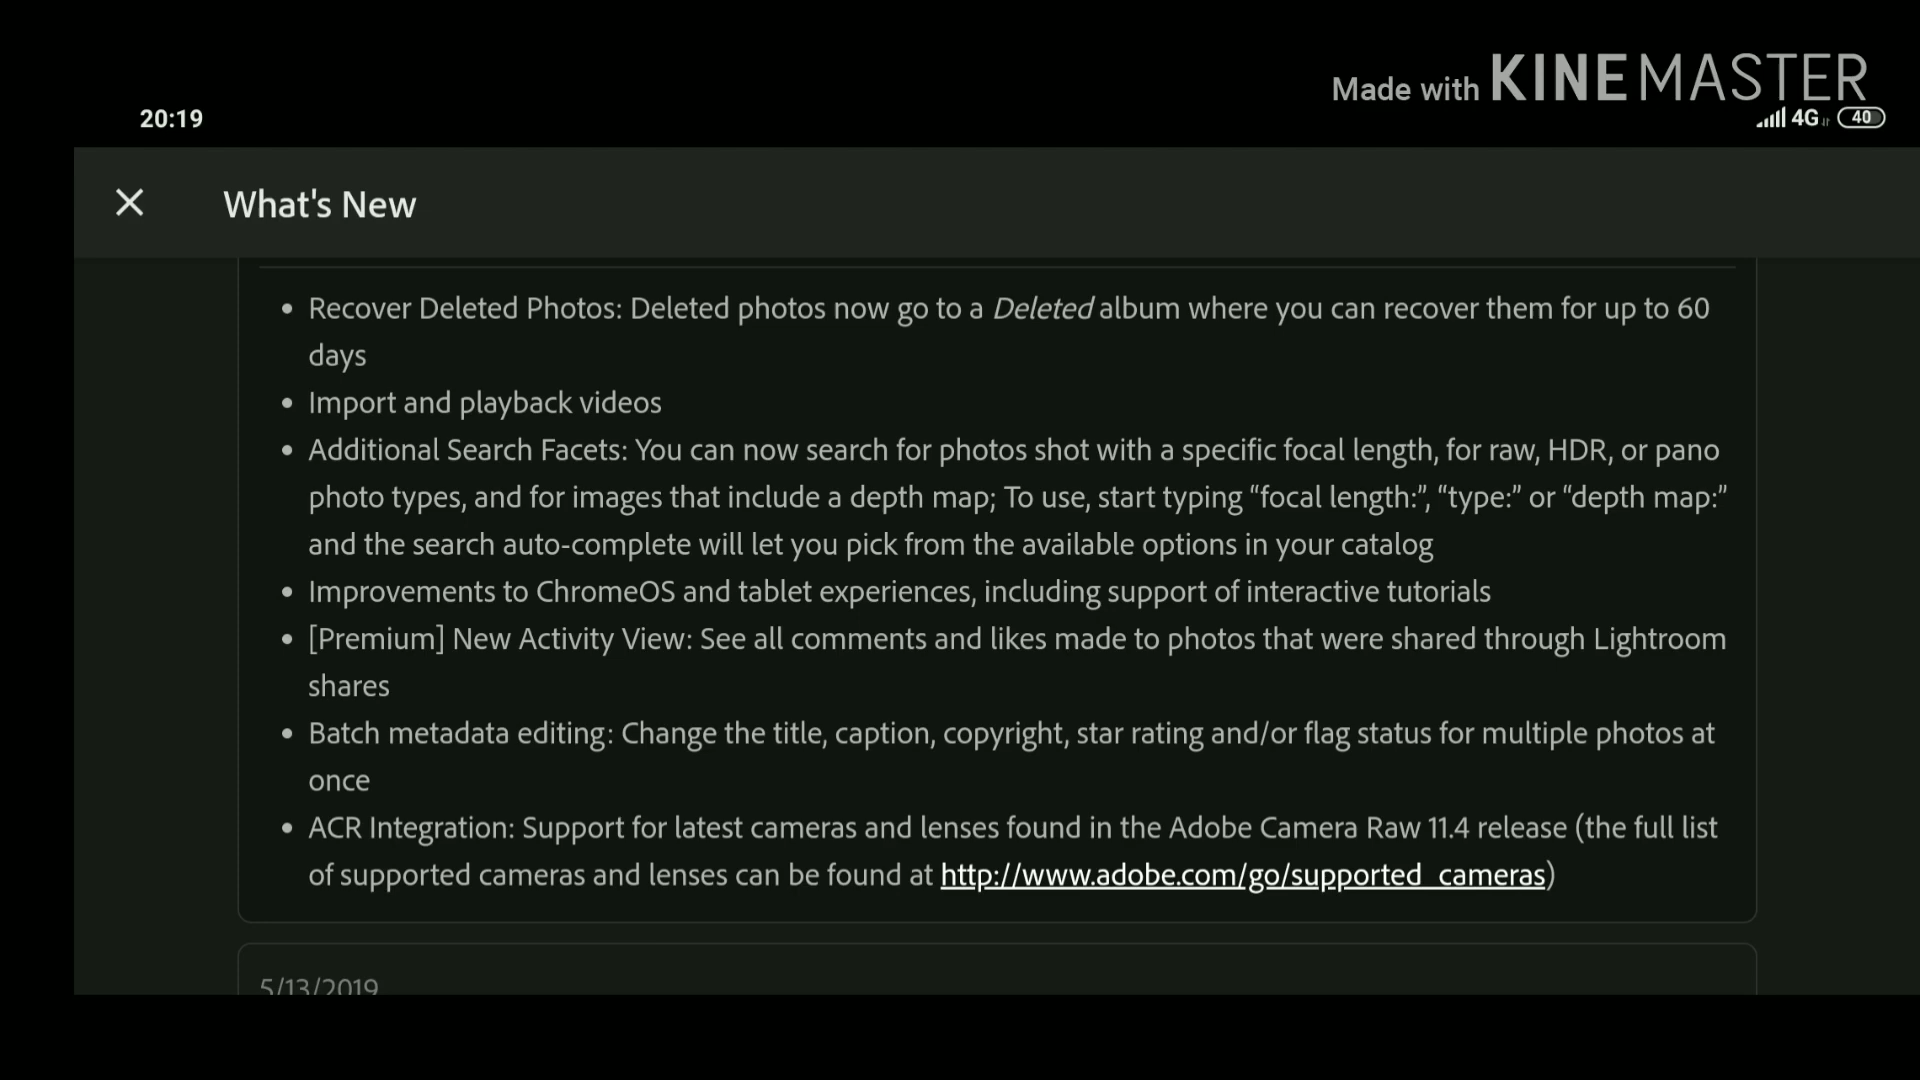 Made with KINEMASTER
20:19
4G 40
What's New
• Recover Deleted Photos: Deleted photos now go to a Deleted album where you can recover them for up to 60
days
• Import and playback videos
• Additional Search Facets: You can now search for photos shot with a specific focal length, for raw, HDR, or pano
photo types, and for images that include a depth map; To use, start typing “focal length:”, “type:” or “depth map:”
and the search auto-complete will let you pick from the available options in your catalog
• Improvements to ChromeOS and tablet experiences, including support of interactive tutorials
• [Premium] New Activity View: See all comments and likes made to photos that were shared through Lightroom
shares
• Batch metadata editing: Change the title, caption, copyright, star rating and/or flag status for multiple photos at
once
• ACR Integration: Support for latest cameras and lenses found in the Adobe Camera Raw 11.4 release (the full list
of supported cameras and lenses can be found at http://www.adobe.com/go/supported_cameras)
5/13/2019